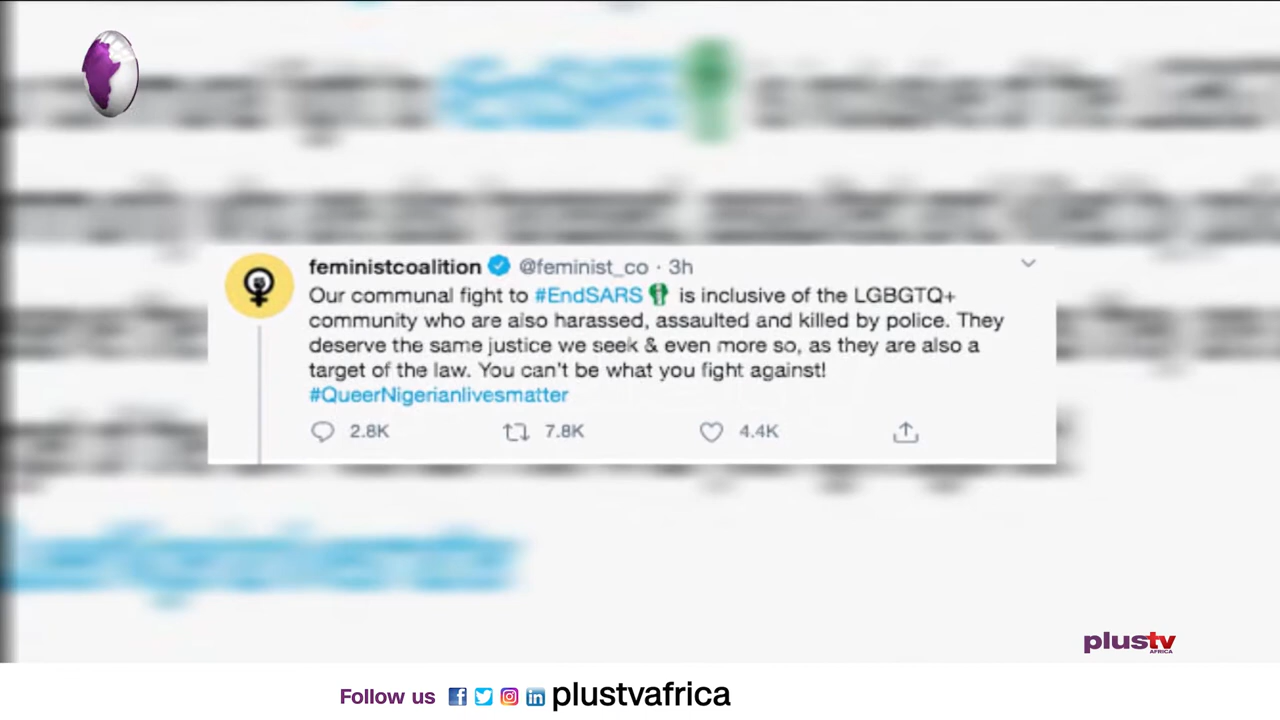 feministcoalition @feminist_co · 3h
Our communal fight to #EndSARS is inclusive of the LGBGTQ+
community who are also harassed, assaulted and killed by police. They
deserve the same justice we seek & even more so, as they are also a
target of the law. You can't be what you fight against!
#QueerNigerianlivesmatter
2.8K 7.8K 4.4K
plustv
AFRICA
Follow us plustvafrica